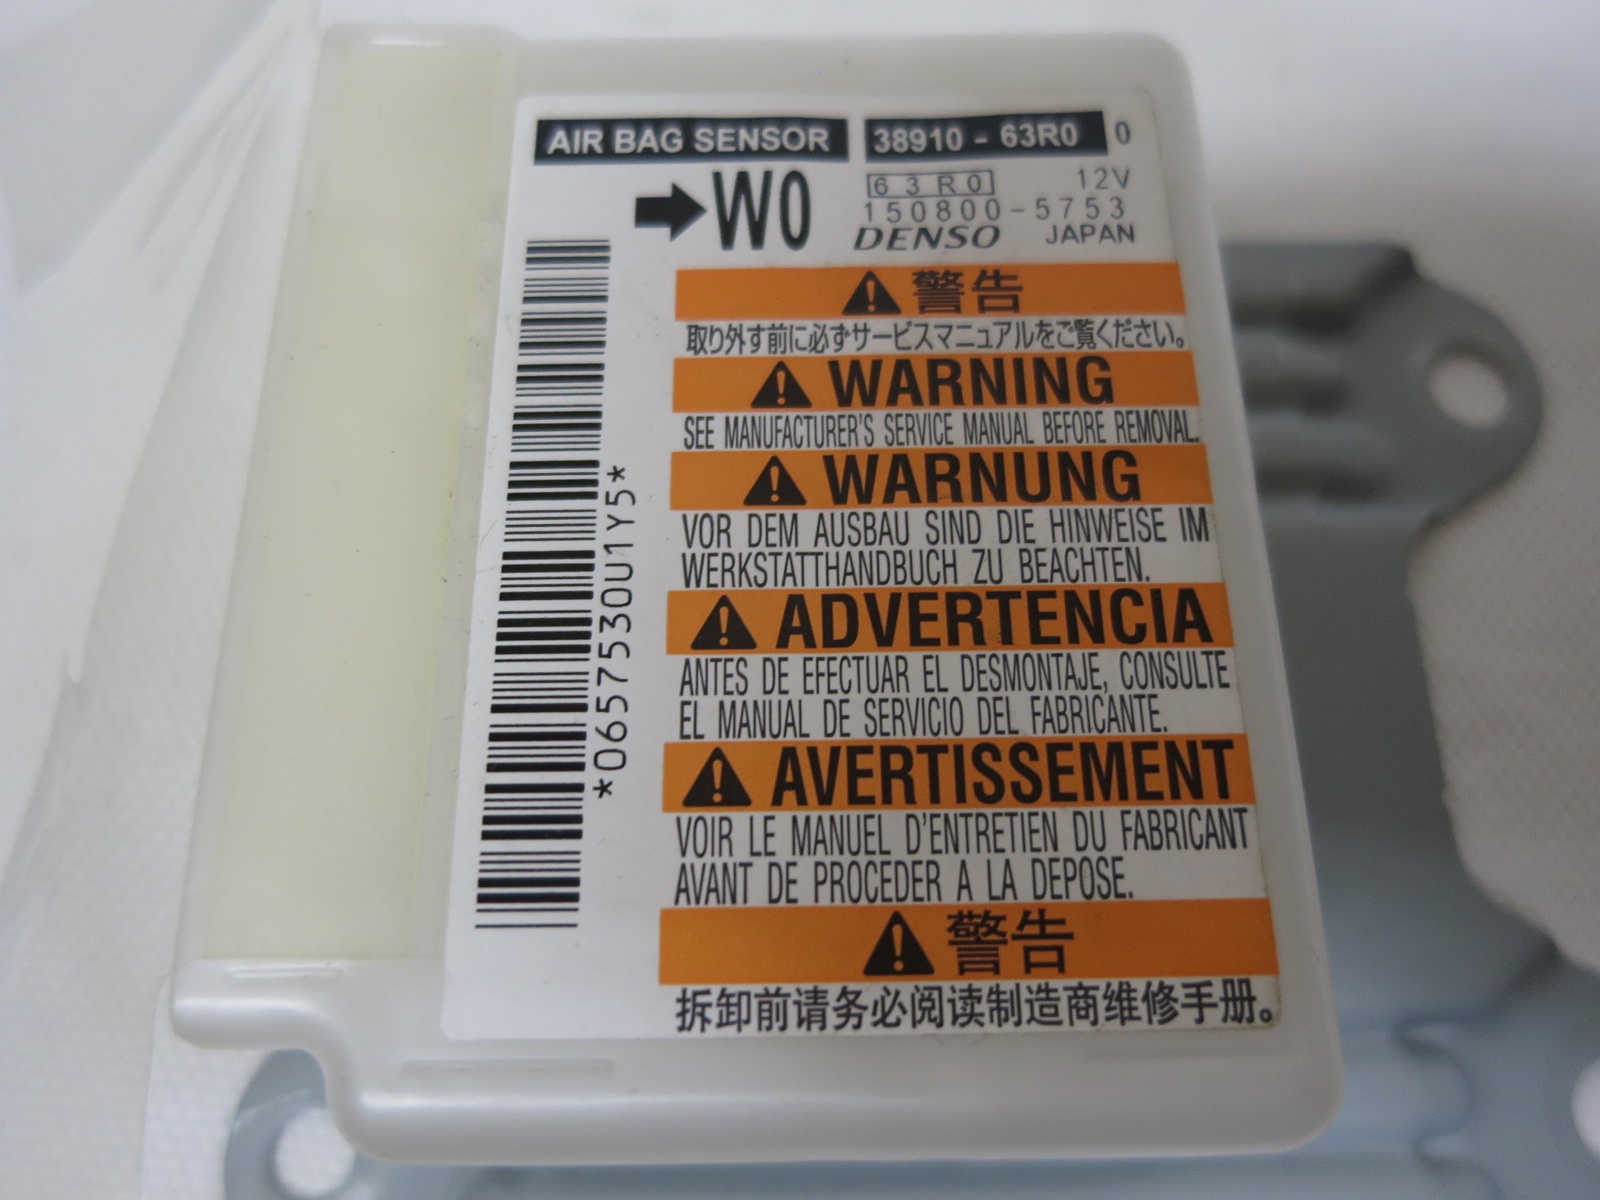 AIR BAG SENSOR 38910-63R0 0
W0 63R0 12V
150800-5753
DENSO JAPAN
警告
取り外す前に必ずサービスマニュアルをご覧ください。
WARNING
SEE MANUFACTURER'S SERVICE MANUAL BEFORE REMOVAL.
WARNUNG
VOR DEM AUSBAU SIND DIE HINWEISE IM
WERKSTATTHANDBUCH ZU BEACHTEN.
ADVERTENCIA
ANTES DE EFECTUAR EL DESMONTAJE, CONSULTE
EL MANUAL DE SERVICIO DEL FABRICANTE.
AVERTISSEMENT
VOIR LE MANUEL D'ENTRETIEN DU FABRICANT
AVANT DE PROCEDER A LA DEPOSE.
警告
拆卸前请务必阅读制造商维修手册。
*0657530U1Y5*